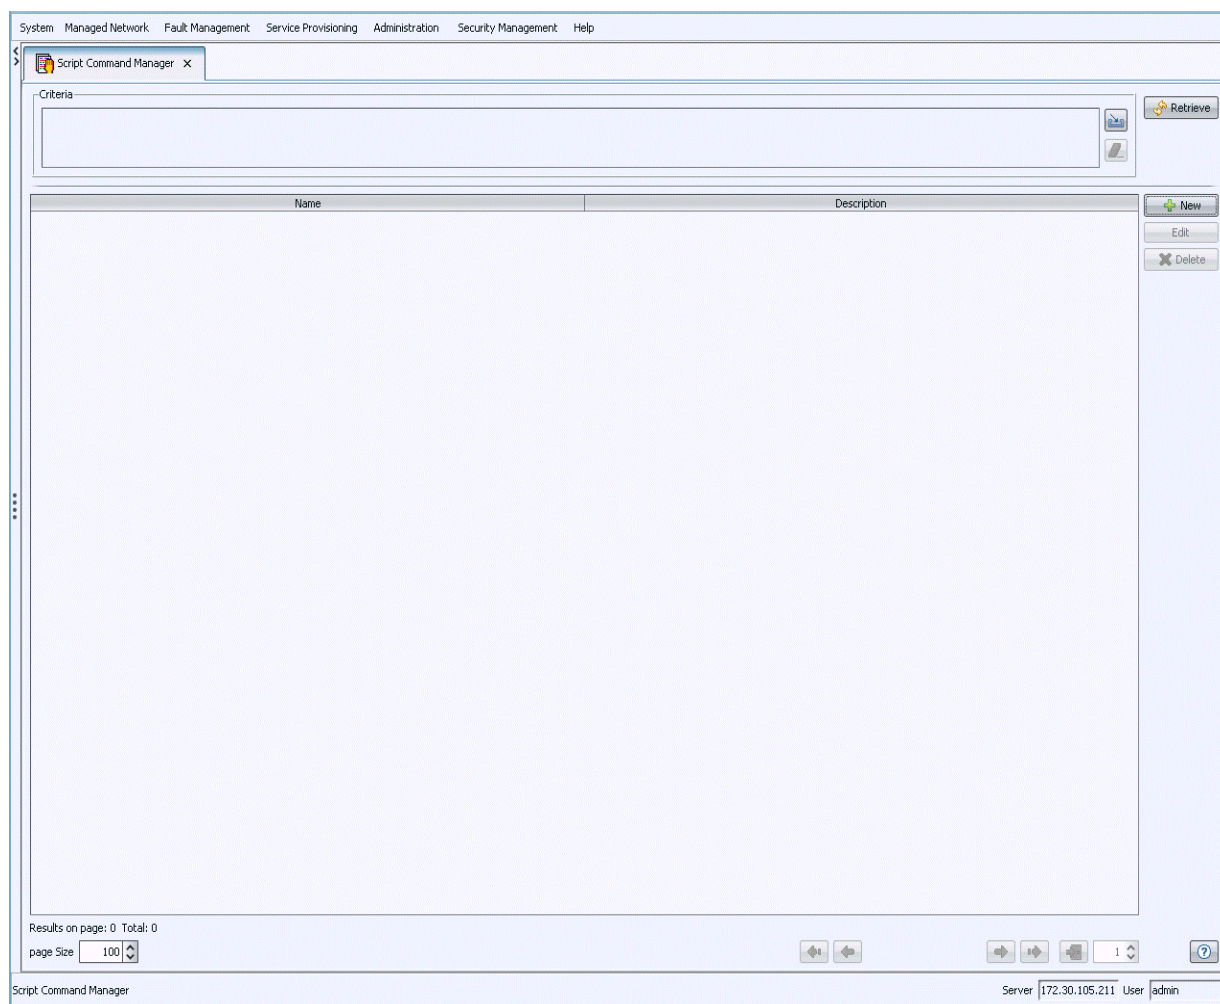 System Managed Network Fault Management Service Provisioning Administration Security Management Help
Script Command Manager X
Criteria
Retrieve
Name Description
New
Edit
Delete
Results on page: 0 Total: 0
page Size 100
1
Script Command Manager Server 172.30.105.211 User admin